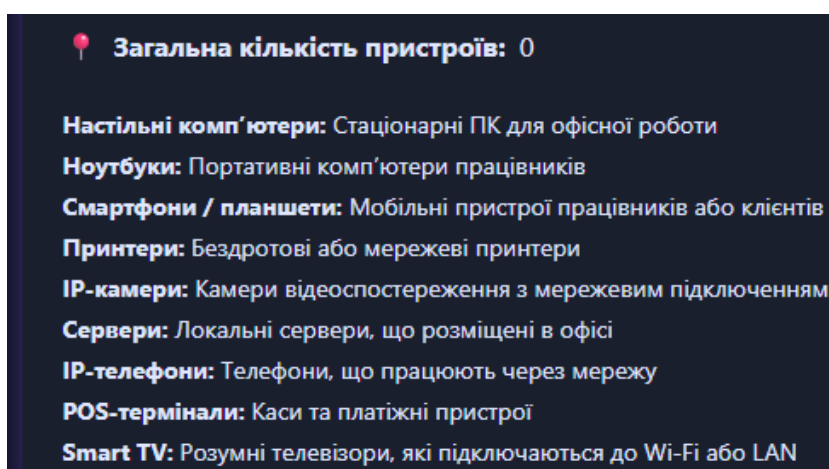 Загальна кількість пристроїв: 0
Настільні комп’ютери: Стаціонарні ПК для офісної роботи
Ноутбуки: Портативні комп’ютери працівників
Смартфони / планшети: Мобільні пристрої працівників або клієнтів
Принтери: Бездротові або мережеві принтери
IP-камери: Камери відеоспостереження з мережевим підключенням
Сервери: Локальні сервери, що розміщені в офісі
IP-телефони: Телефони, що працюють через мережу
POS-термінали: Каси та платіжні пристрої
Smart TV: Розумні телевізори, які підключаються до Wi-Fi або LAN